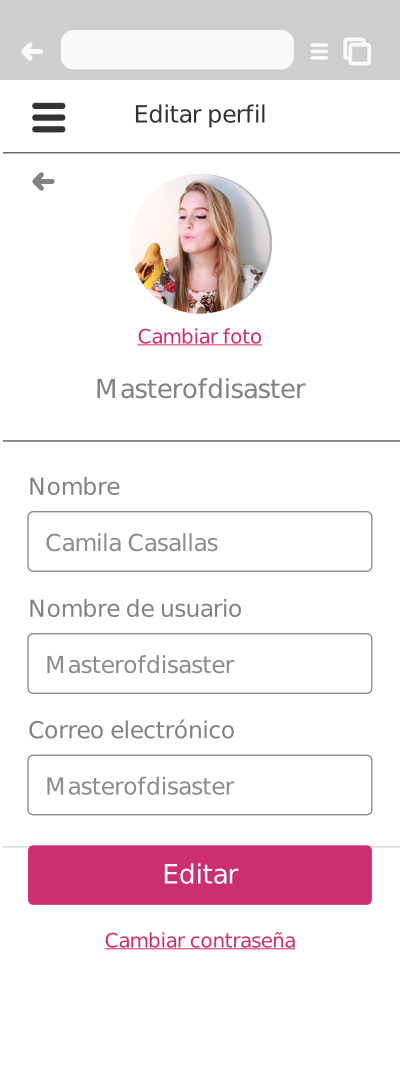 Editar perfil
Cambiar foto
Masterofdisaster
Nombre
Camila Casallas
Nombre de usuario
Masterofdisaster
Correo electrónico
Masterofdisaster
Editar
Cambiar contraseña